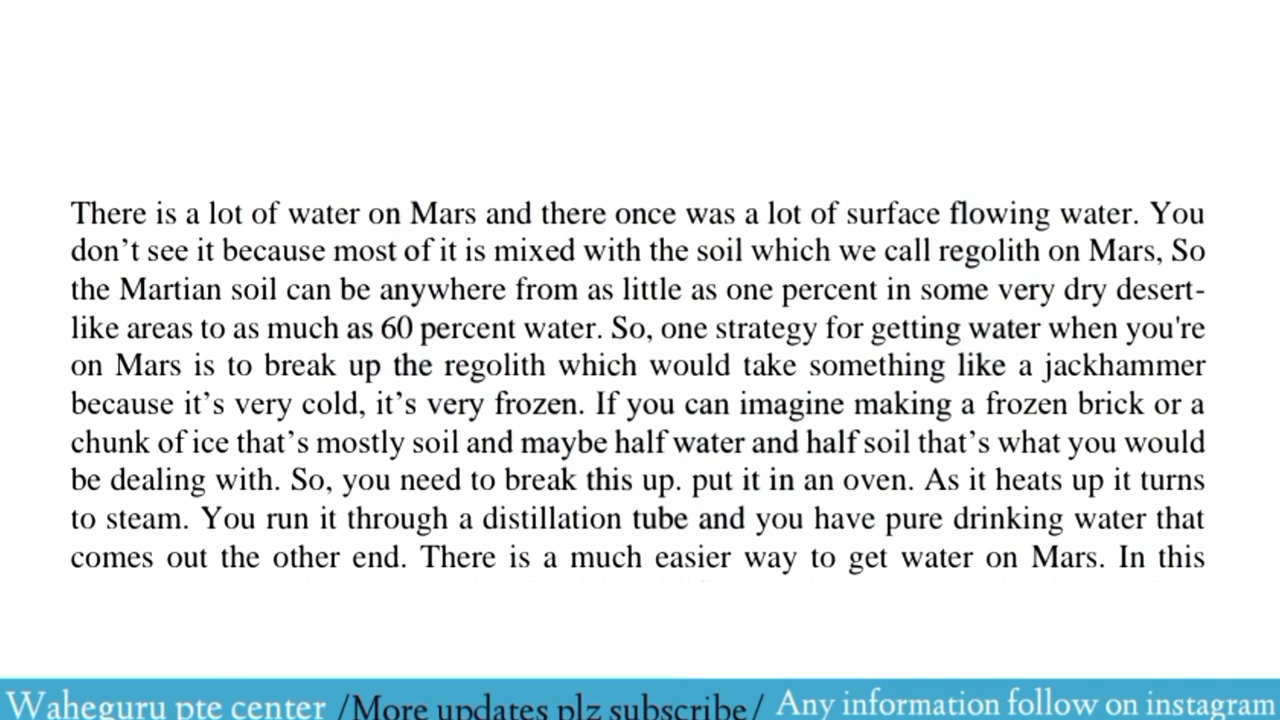 There is a lot of water on Mars and there once was a lot of surface flowing water. You
don’t see it because most of it is mixed with the soil which we call regolith on Mars, So
the Martian soil can be anywhere from as little as one percent in some very dry desert-
like areas to as much as 60 percent water. So, one strategy for getting water when you're
on Mars is to break up the regolith which would take something like a jackhammer
because it’s very cold, it’s very frozen. If you can imagine making a frozen brick or a
chunk of ice that’s mostly soil and maybe half water and half soil that’s what you would
be dealing with. So, you need to break this up. put it in an oven. As it heats up it turns
to steam. You run it through a distillation tube and you have pure drinking water that
comes out the other end. There is a much easier way to get water on Mars. In this
Waheguru pte center /More updates plz subscribe/ Any information follow on instagram